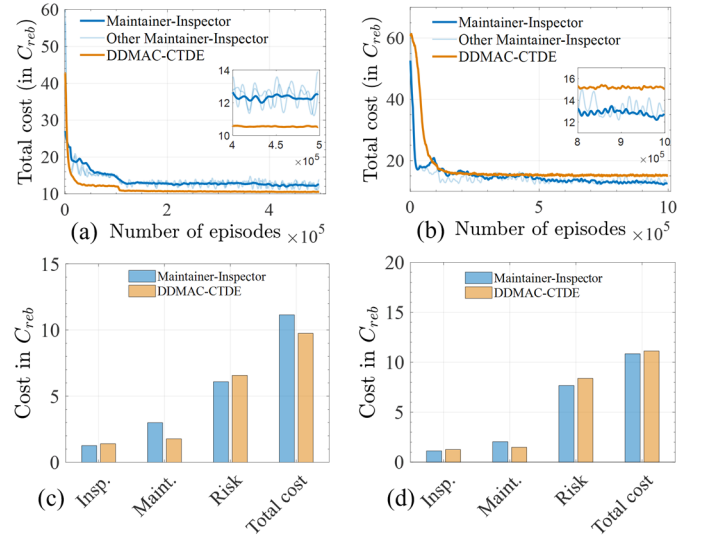 Total cost (in C_reb)
60
50
40
30
20
10
Maintainer-Inspector
Other Maintainer-Inspector
DDMAC-CTDE
14
12
10
4
4.5
5
×10^5
0
2
4
(a) Number of episodes ×10^5
Total cost (in C_reb)
60
40
20
Maintainer-Inspector
Other Maintainer-Inspector
DDMAC-CTDE
16
14
12
8
9
10
×10^5
0
5
10
(b) Number of episodes ×10^5
Cost in C_reb
15
10
5
0
Maintainer-Inspector
DDMAC-CTDE
Insp.
Maint.
Risk
Total cost
(c)
Cost in C_reb
20
15
10
5
0
Maintainer-Inspector
DDMAC-CTDE
Insp.
Maint.
Risk
Total cost
(d)